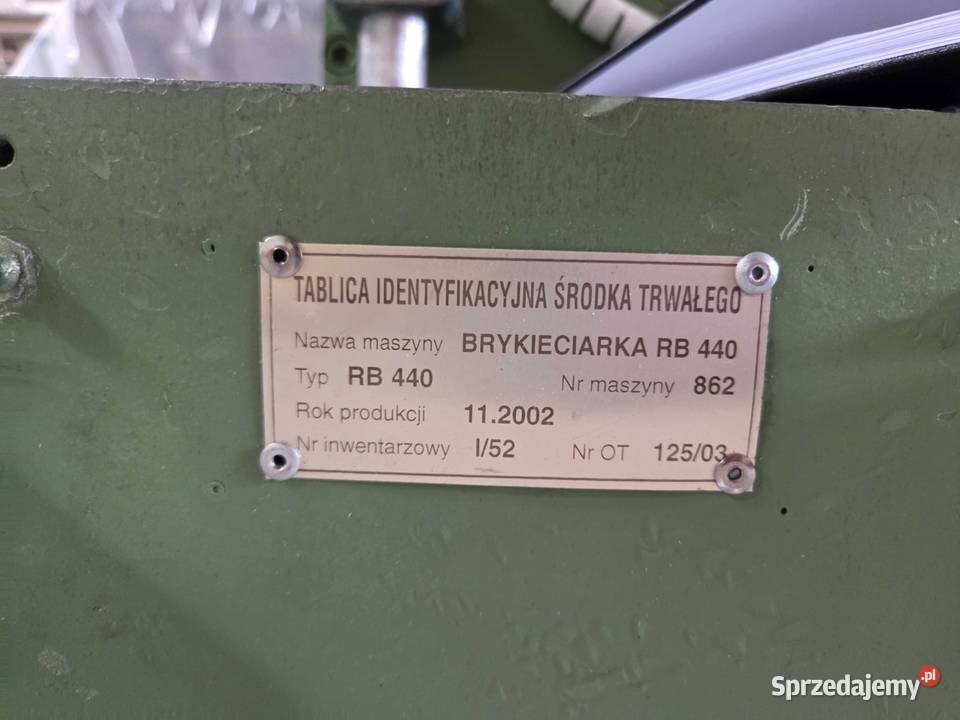 TABLICA IDENTYFIKACYJNA ŚRODKA TRWAŁEGO
Nazwa maszyny BRYKIECIARKA RB 440
Typ RB 440 Nr maszyny 862
Rok produkcji 11.2002
Nr inwentarzowy I/52 Nr OT 125/03
Sprzedajemy.pl